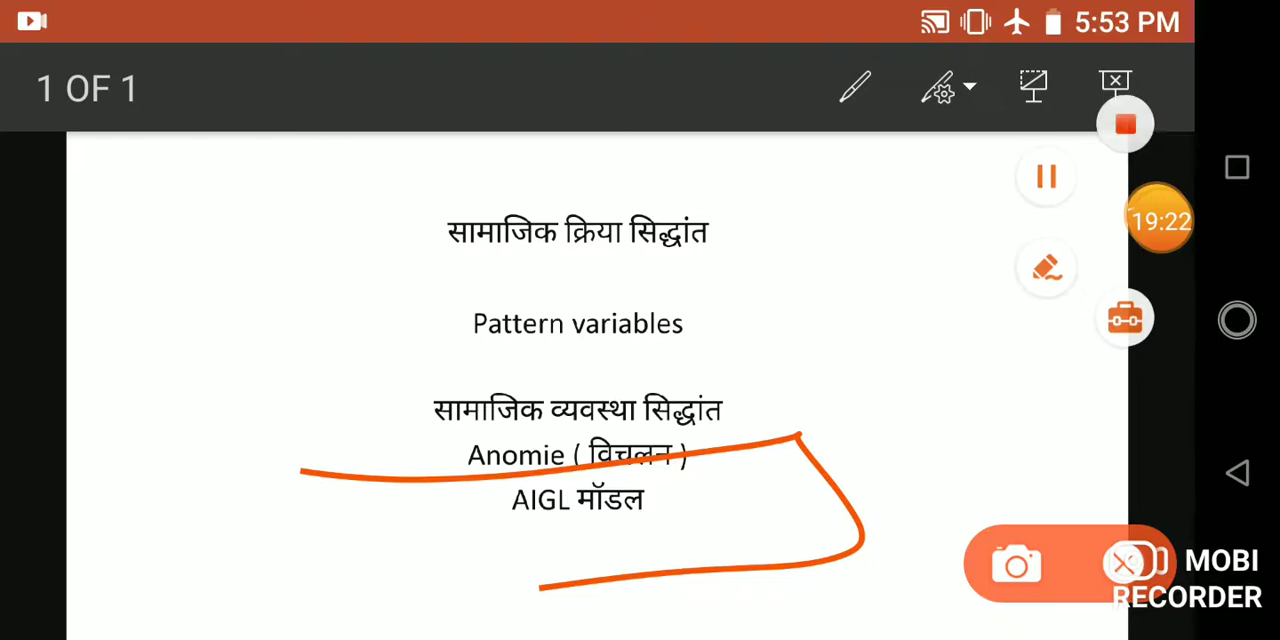 5:53 PM
1 OF 1
19:22
सामाजिक क्रिया सिद्धांत
Pattern variables
सामाजिक व्यवस्था सिद्धांत
Anomie ( विचलन )
AIGL मॉडल
MOBI
RECORDER